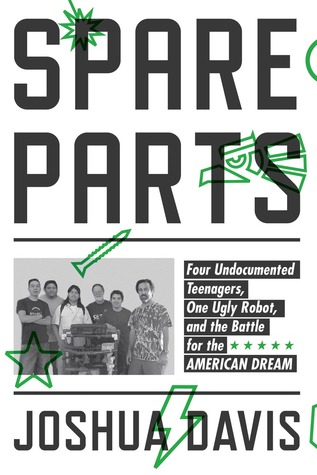 SPARE
PARTS
Four Undocumented
Teenagers,
One Ugly Robot,
and the Battle
for the ★★★★★
AMERICAN DREAM
JOSHUA DAVIS